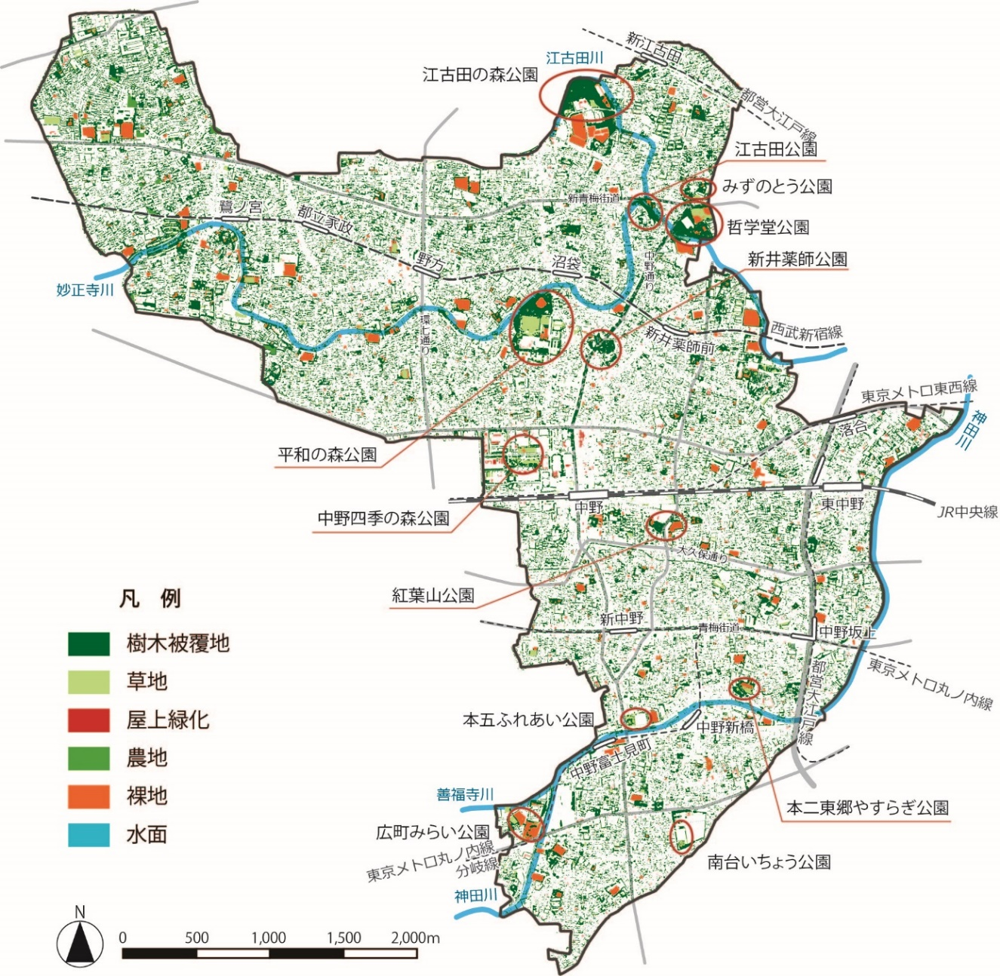 新江古田
江古田川
江古田の森公園
都営大江戸線
江古田公園
みずのとう公園
新青梅街道
鷺ノ宮
都立家政
哲学堂公園
野方
沼袋
中野通り
新井薬師公園
妙正寺川
環七通り
新井薬師前
西武新宿線
東京メトロ東西線
落合
神田川
平和の森公園
中野
東中野
JR中央線
中野四季の森公園
大久保通り
紅葉山公園
凡 例
新中野
青梅街道
中野坂上
樹木被覆地
東京メトロ丸ノ内線
都営大江戸線
草地
屋上緑化
本五ふれあい公園
中野新橋
農地
中野富士見町
裸地
善福寺川
本二東郷やすらぎ公園
水面
広町みらい公園
東京メトロ丸ノ内線
分岐線
南台いちょう公園
神田川
N
0 500 1,000 1,500 2,000m